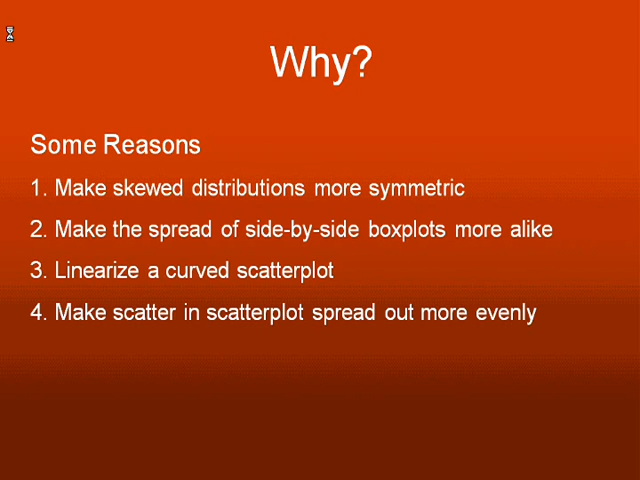 Why?
Some Reasons
1. Make skewed distributions more symmetric
2. Make the spread of side-by-side boxplots more alike
3. Linearize a curved scatterplot
4. Make scatter in scatterplot spread out more evenly